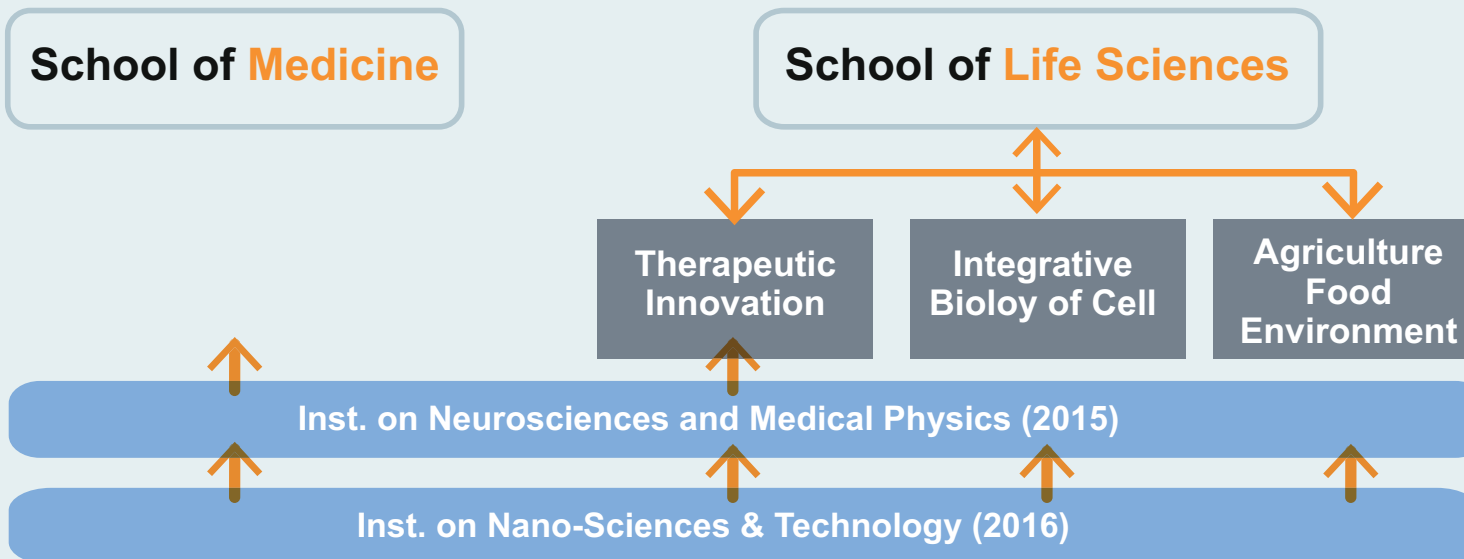 School of Medicine
School of Life Sciences
Therapeutic
Innovation
Integrative
Bioloy of Cell
Agriculture
Food
Environment
Inst. on Neurosciences and Medical Physics (2015)
Inst. on Nano-Sciences & Technology (2016)